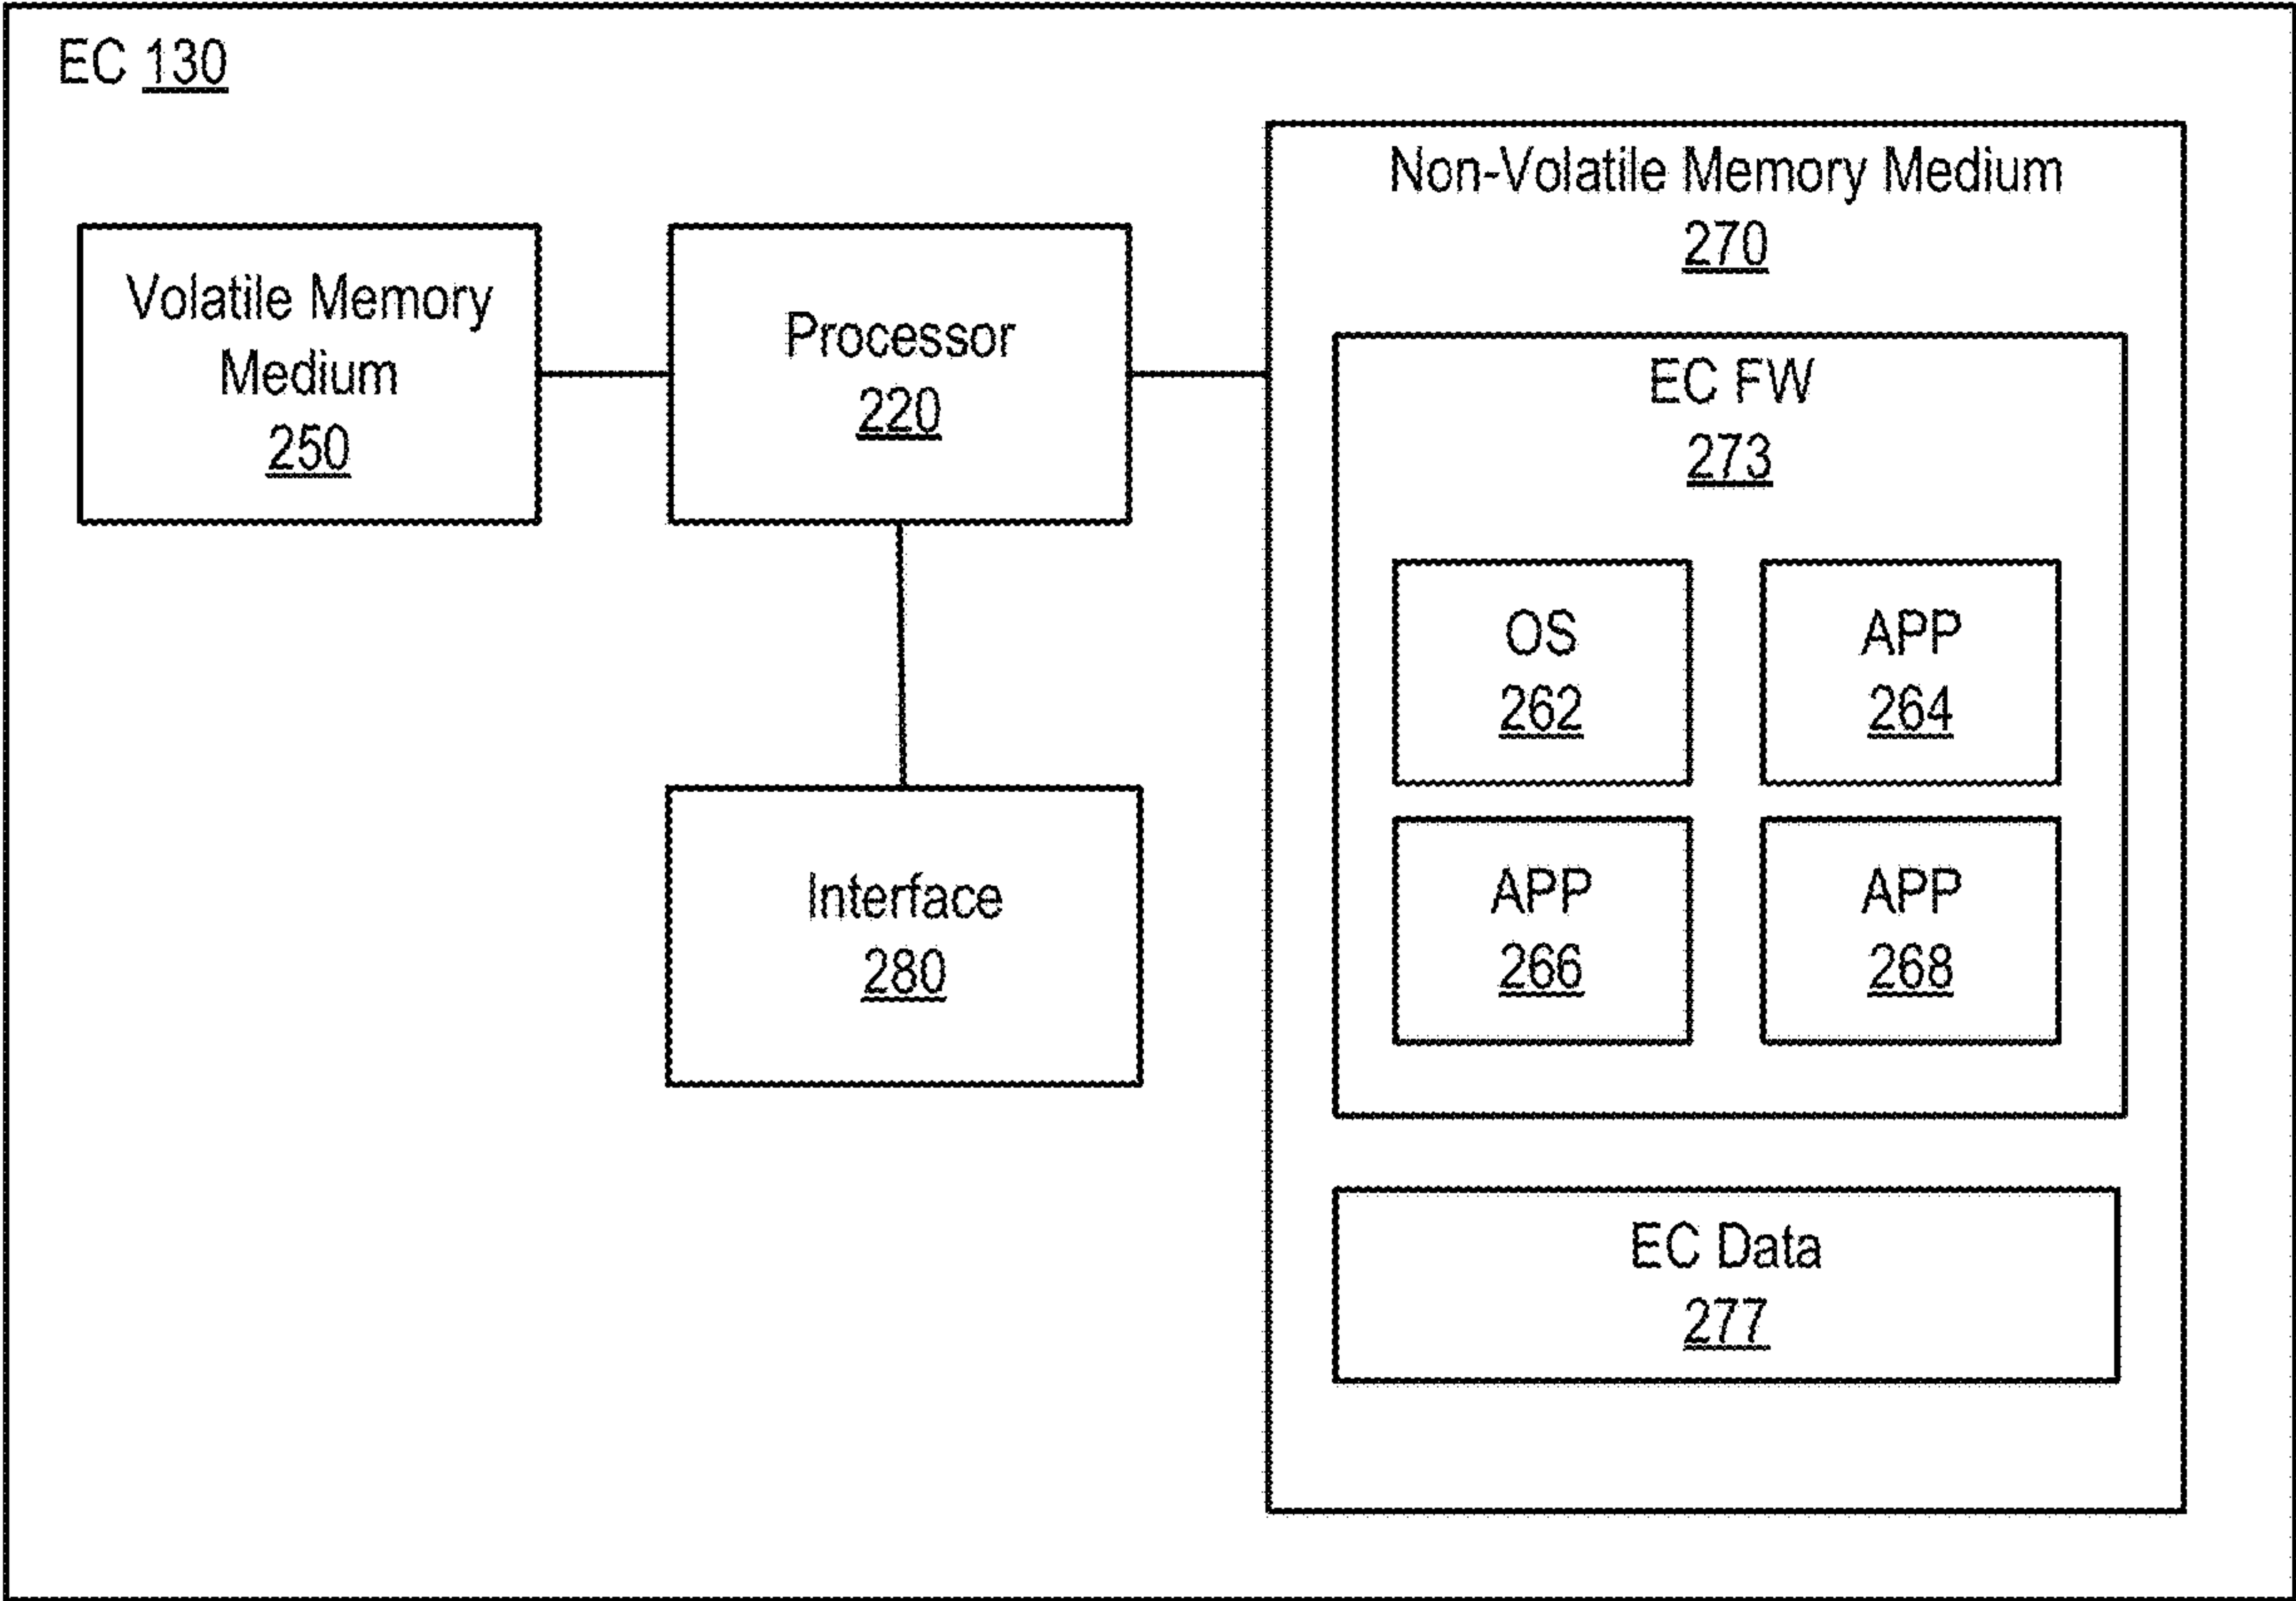 EC 130
Volatile Memory
Medium
250
Processor
220
Interface
280
Non-Volatile Memory Medium
270
EC FW
273
OS
262
APP
264
APP
266
APP
268
EC Data
277